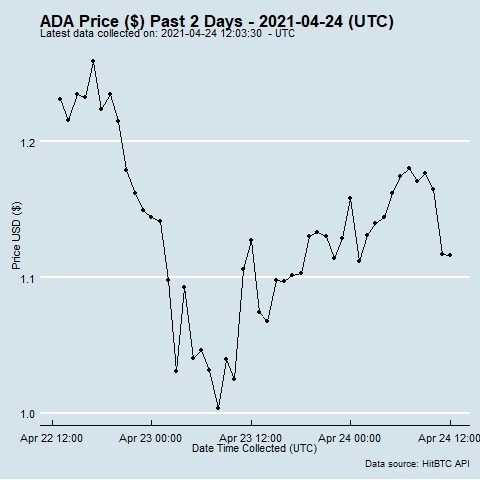 ADA Price ($) Past 2 Days - 2021-04-24 (UTC)
Latest data collected on: 2021-04-24 12:03:30  - UTC
1.2
1.1
1.0
Price USD ($)
Apr 22 12:00 Apr 23 00:00 Apr 23 12:00 Apr 24 00:00 Apr 24 12:00
Date Time Collected (UTC)
Data source: HitBTC API